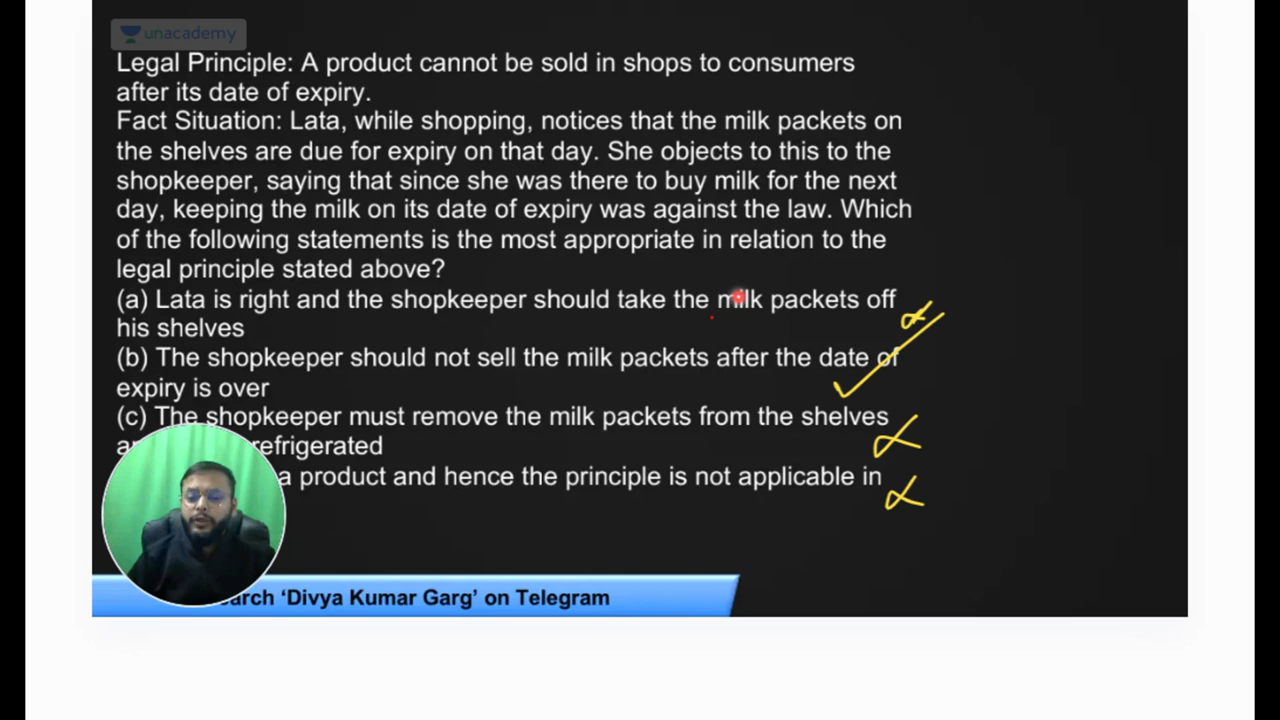 unacademy
Legal Principle: A product cannot be sold in shops to consumers
after its date of expiry.
Fact Situation: Lata, while shopping, notices that the milk packets on
the shelves are due for expiry on that day. She objects to this to the
shopkeeper, saying that since she was there to buy milk for the next
day, keeping the milk on its date of expiry was against the law. Which
of the following statements is the most appropriate in relation to the
legal principle stated above?
(a) Lata is right and the shopkeeper should take the milk packets off
his shelves
(b) The shopkeeper should not sell the milk packets after the date of
expiry is over
(c) The shopkeeper must remove the milk packets from the shelves
refrigerated
a product and hence the principle is not applicable in
'Divya Kumar Garg' on Telegram